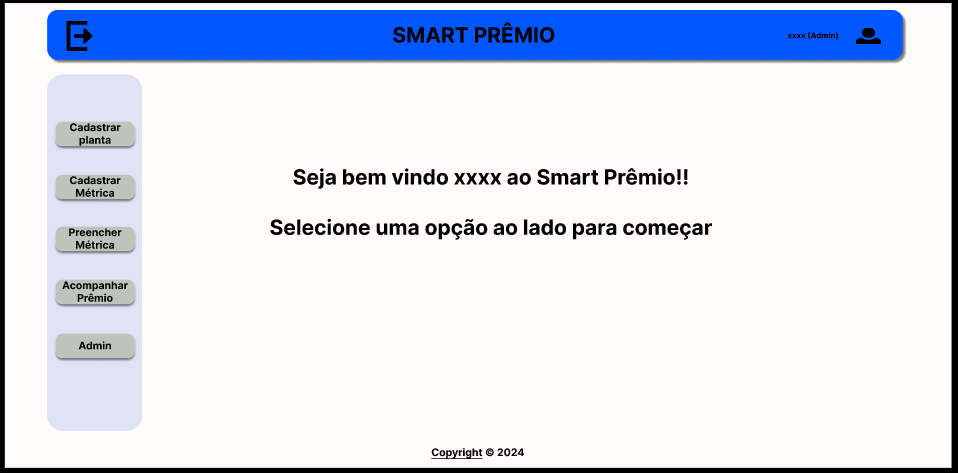 SMART PRÊMIO
xxxx (Admin)
Cadastrar
planta
Cadastrar
Métrica
Preencher
Métrica
Acompanhar
Prêmio
Admin
Seja bem vindo xxxx ao Smart Prêmio!!
Selecione uma opção ao lado para começar
Copyright © 2024